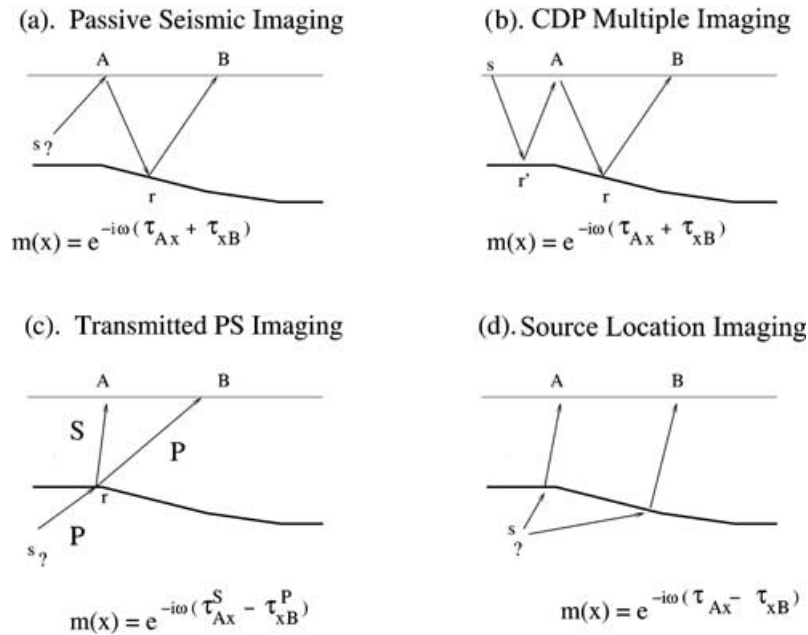 (a). Passive Seismic Imaging
A B
s ?
r
m(x) = e^{-iω(τ_{Ax} + τ_{xB})}
(b). CDP Multiple Imaging
s A B
r' r
m(x) = e^{-iω(τ_{Ax} + τ_{xB})}
(c). Transmitted PS Imaging
A B
S
P
r
s ? P
m(x) = e^{-iω(τ^S_{Ax} - τ^P_{xB})}
(d). Source Location Imaging
A B
s
?
m(x) = e^{-iω(τ_{Ax} - τ_{xB})}